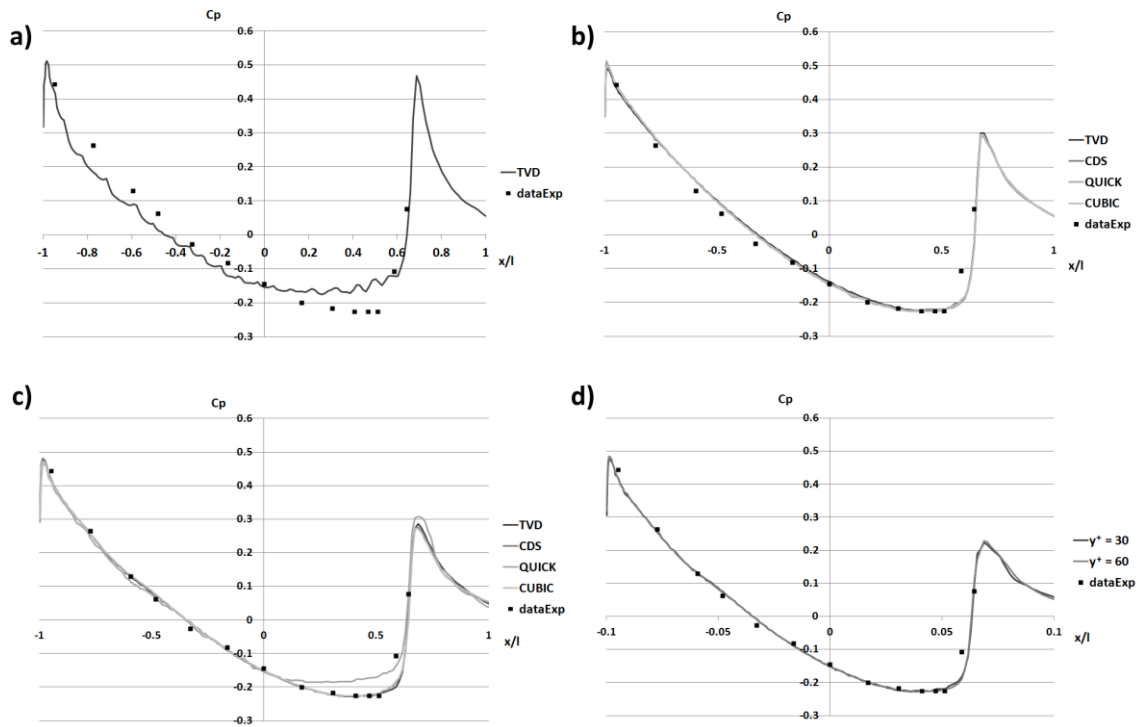 a)
Cp
0.6
0.5
0.4
0.3
0.2
0.1
0
-0.1
-0.2
-0.3
-1 -0.8 -0.6 -0.4 -0.2 0 0.2 0.4 0.6 0.8 1
x/l
TVD
dataExp
b)
Cp
0.6
0.5
0.4
0.3
0.2
0.1
0
-0.1
-0.2
-0.3
-1 -0.5 0 0.5 1
x/l
TVD
CDS
QUICK
CUBIC
dataExp
c)
Cp
0.6
0.5
0.4
0.3
0.2
0.1
0
-0.1
-0.2
-0.3
-1 -0.5 0 0.5 1
x/l
TVD
CDS
QUICK
CUBIC
dataExp
d)
Cp
0.6
0.5
0.4
0.3
0.2
0.1
0
-0.1
-0.2
-0.3
-0.1 -0.05 0 0.05 0.1
x/l
y⁺ = 30
y⁺ = 60
dataExp